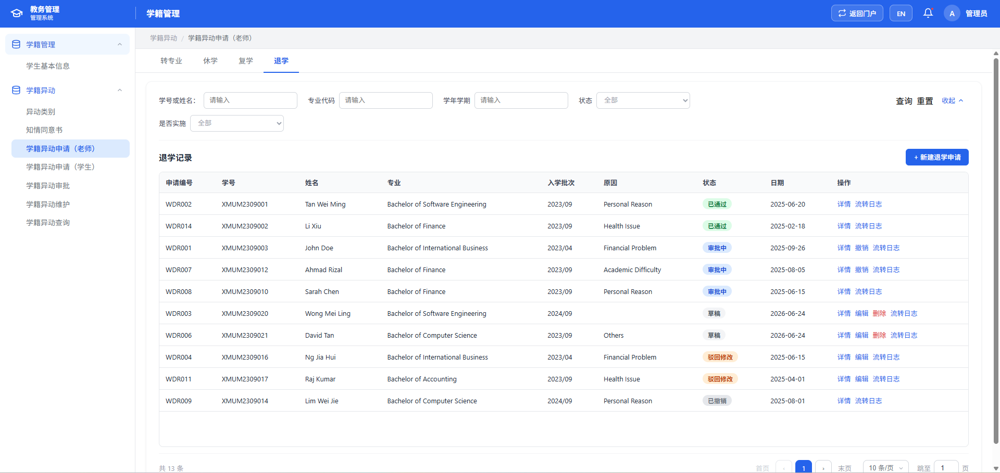 教务管理
管理系统
学籍管理
返回门户
EN
A
管理员
学籍管理
学生基本信息
学籍异动
异动类别
知情同意书
学籍异动申请（老师）
学籍异动申请（学生）
学籍异动审批
学籍异动维护
学籍异动查询
学籍异动 / 学籍异动申请（老师）
转专业 休学 复学 退学
学号或姓名： 请输入 专业代码 请输入 学年学期 请输入 状态 全部 查询 重置 收起
是否实施 全部
退学记录
+ 新建退学申请
申请编号 学号 姓名 专业 入学批次 原因 状态 日期 操作
WDR002 XMUM2309001 Tan Wei Ming Bachelor of Software Engineering 2023/09 Personal Reason 已通过 2025-06-20 详情 流转日志
WDR014 XMUM2309002 Li Xiu Bachelor of Finance 2023/09 Health Issue 已通过 2025-02-18 详情 流转日志
WDR001 XMUM2309003 John Doe Bachelor of International Business 2023/04 Financial Problem 审批中 2025-09-26 详情 撤销 流转日志
WDR007 XMUM2309012 Ahmad Rizal Bachelor of Finance 2023/09 Academic Difficulty 审批中 2025-08-05 详情 撤销 流转日志
WDR008 XMUM2309010 Sarah Chen Bachelor of Finance 2023/09 Personal Reason 审批中 2025-06-15 详情 流转日志
WDR003 XMUM2309020 Wong Mei Ling Bachelor of Software Engineering 2024/09 草稿 2026-06-24 详情 编辑 删除 流转日志
WDR006 XMUM2309021 David Tan Bachelor of Computer Science 2023/09 Others 草稿 2026-06-24 详情 编辑 删除 流转日志
WDR004 XMUM2309016 Ng Jia Hui Bachelor of International Business 2023/04 Financial Problem 驳回修改 2025-06-15 详情 编辑 流转日志
WDR011 XMUM2309017 Raj Kumar Bachelor of Accounting 2023/09 Health Issue 驳回修改 2025-04-01 详情 编辑 流转日志
WDR009 XMUM2309014 Lim Wei Jie Bachelor of Computer Science 2024/09 Personal Reason 已撤销 2025-08-01 详情 流转日志
共 13 条 首页 ‹ 1 › 末页 10 条/页 跳至 1 页